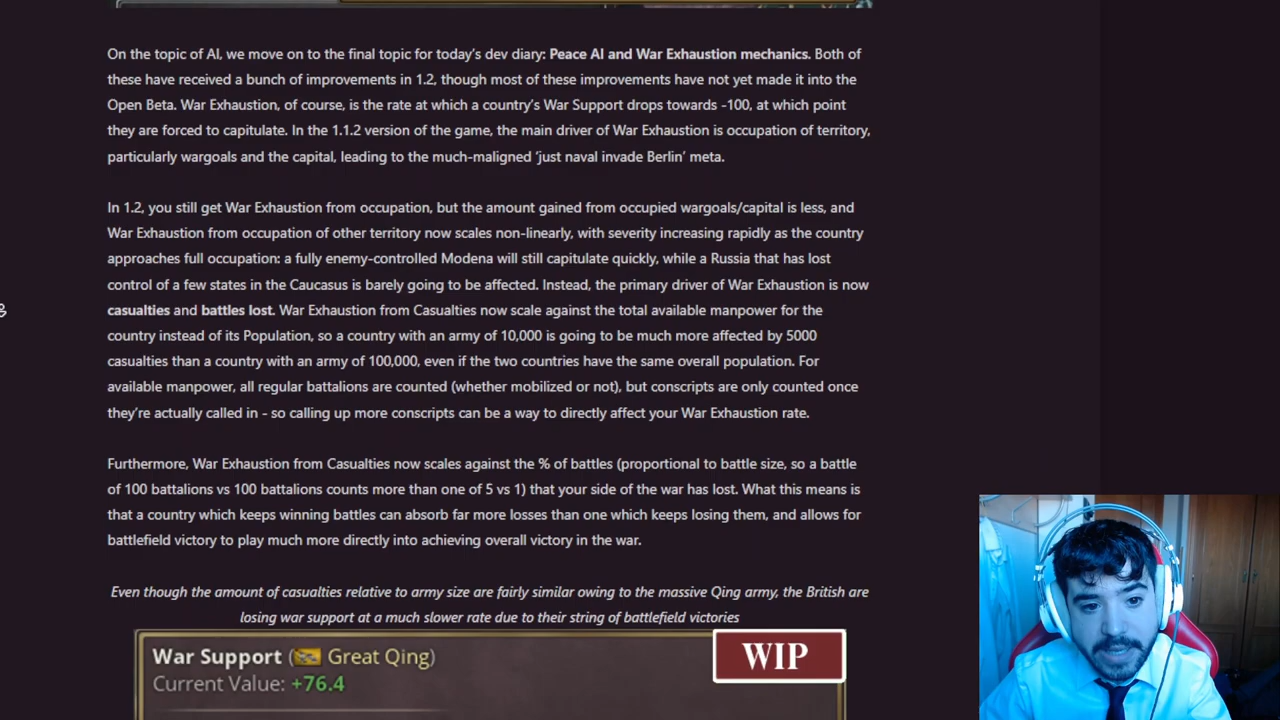 On the topic of AI, we move on to the final topic for today's dev diary: Peace AI and War Exhaustion mechanics. Both of
these have received a bunch of improvements in 1.2, though most of these improvements have not yet made it into the
Open Beta. War Exhaustion, of course, is the rate at which a country's War Support drops towards -100, at which point
they are forced to capitulate. In the 1.1.2 version of the game, the main driver of War Exhaustion is occupation of territory,
particularly wargoals and the capital, leading to the much-maligned 'just naval invade Berlin' meta.
In 1.2, you still get War Exhaustion from occupation, but the amount gained from occupied wargoals/capital is less, and
War Exhaustion from occupation of other territory now scales non-linearly, with severity increasing rapidly as the country
approaches full occupation: a fully enemy-controlled Modena will still capitulate quickly, while a Russia that has lost
control of a few states in the Caucasus is barely going to be affected. Instead, the primary driver of War Exhaustion is now
casualties and battles lost. War Exhaustion from Casualties now scale against the total available manpower for the
country instead of its Population, so a country with an army of 10,000 is going to be much more affected by 5000
casualties than a country with an army of 100,000, even if the two countries have the same overall population. For
available manpower, all regular battalions are counted (whether mobilized or not), but conscripts are only counted once
they're actually called in - so calling up more conscripts can be a way to directly affect your War Exhaustion rate.
Furthermore, War Exhaustion from Casualties now scales against the % of battles (proportional to battle size, so a battle
of 100 battalions vs 100 battalions counts more than one of 5 vs 1) that your side of the war has lost. What this means is
that a country which keeps winning battles can absorb far more losses than one which keeps losing them, and allows for
battlefield victory to play much more directly into achieving overall victory in the war.
Even though the amount of casualties relative to army size are fairly similar owing to the massive Qing army, the British are
losing war support at a much slower rate due to their string of battlefield victories
War Support (Great Qing)
WIP
Current Value: +76.4